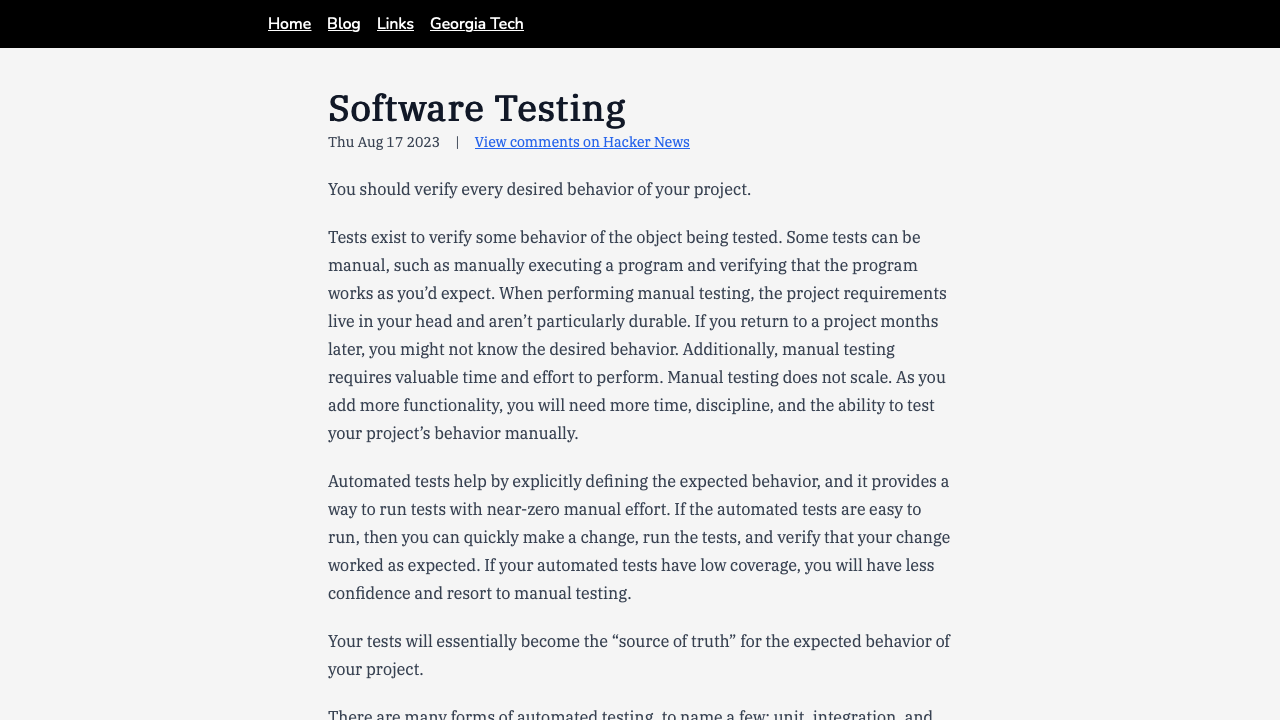 Home Blog Links Georgia Tech
Software Testing
Thu Aug 17 2023 | View comments on Hacker News
You should verify every desired behavior of your project.
Tests exist to verify some behavior of the object being tested. Some tests can be
manual, such as manually executing a program and verifying that the program
works as you’d expect. When performing manual testing, the project requirements
live in your head and aren’t particularly durable. If you return to a project months
later, you might not know the desired behavior. Additionally, manual testing
requires valuable time and effort to perform. Manual testing does not scale. As you
add more functionality, you will need more time, discipline, and the ability to test
your project’s behavior manually.
Automated tests help by explicitly defining the expected behavior, and it provides a
way to run tests with near-zero manual effort. If the automated tests are easy to
run, then you can quickly make a change, run the tests, and verify that your change
worked as expected. If your automated tests have low coverage, you will have less
confidence and resort to manual testing.
Your tests will essentially become the “source of truth” for the expected behavior of
your project.
There are many forms of automated testing, to name a few: unit, integration, and